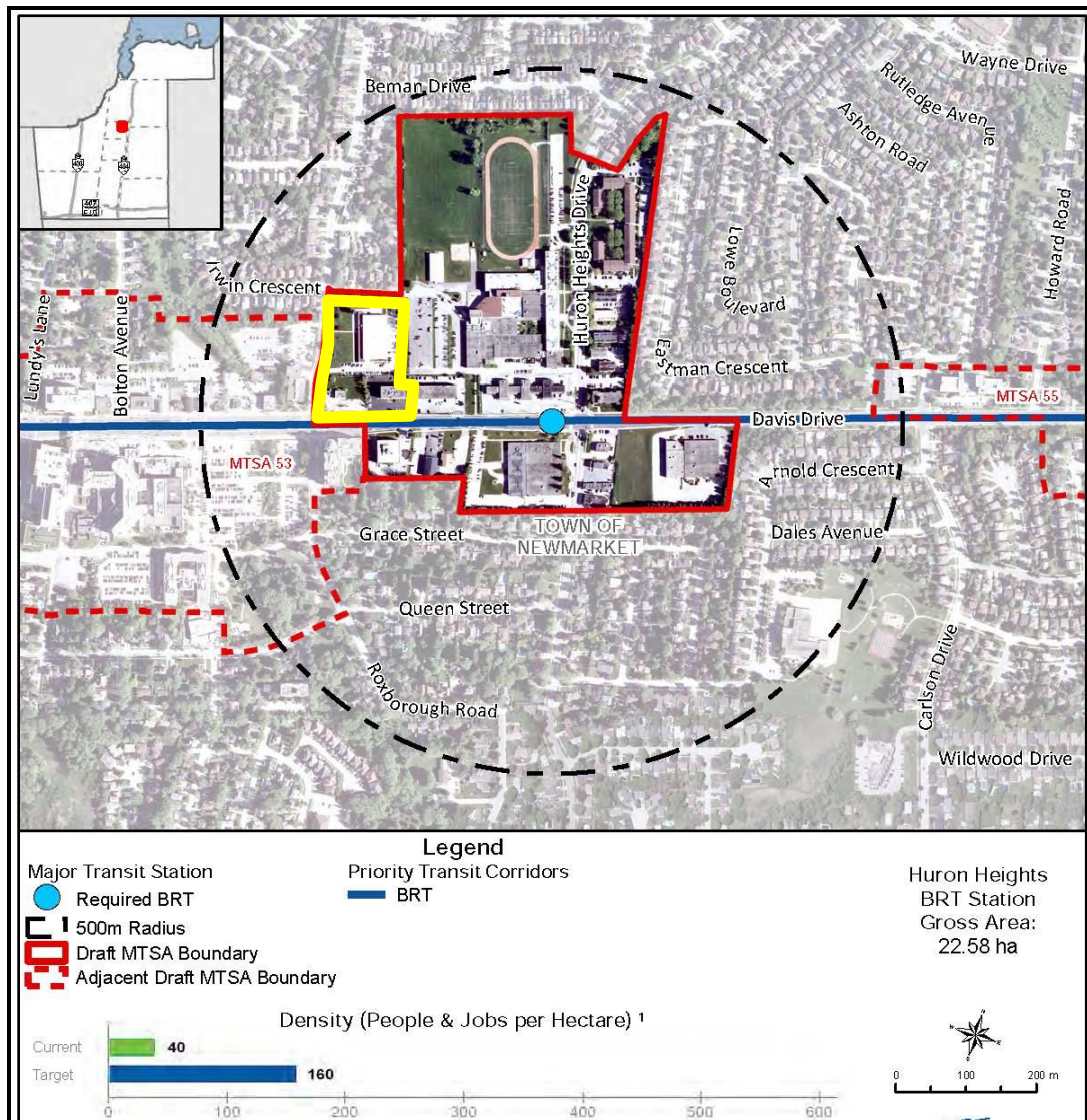 Wayne Drive
Rutledge Avenue
Beman Drive
Ashton Road
Huron Heights Drive
Howard Road
Lowe Boulevard
Irwin Crescent
Lundy's Lane
Bolton Avenue
Eastman Crescent
MTSA 55
Davis Drive
MTSA 53
Arnold Crescent
TOWN OF
NEWMARKET
Grace Street
Dales Avenue
Queen Street
Roxborough Road
Carlson Drive
Wildwood Drive
404
407
ETR
Legend
Major Transit Station
Required BRT
500m Radius
Draft MTSA Boundary
Adjacent Draft MTSA Boundary
Priority Transit Corridors
BRT
Huron Heights
BRT Station
Gross Area:
22.58 ha
Density (People & Jobs per Hectare) 1
Current 40
Target 160
0 100 200 300 400 500 600
N
0 100 200 m